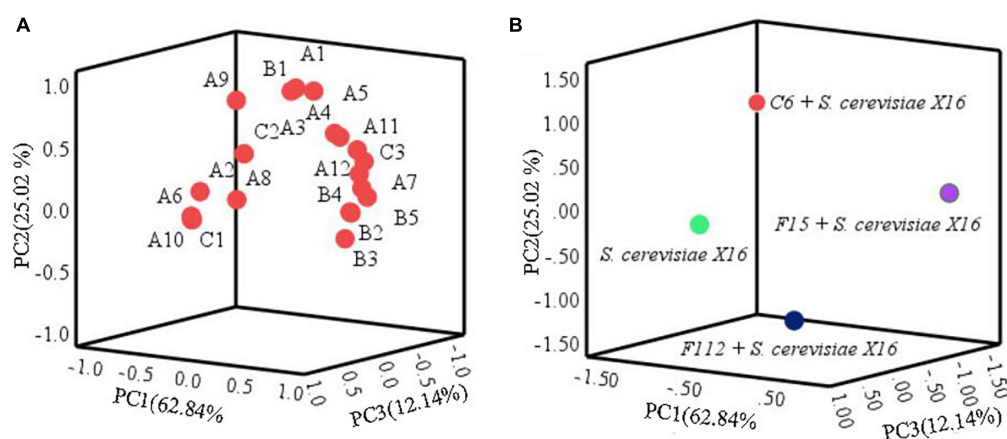 A
B
A1
B1
A9
A5
A4
C2
A3
A11
C3
A2
A8
A12
A6
A7
B4
B5
A10
C1
B2
B3
1.0
0.5
0.0
-0.5
-1.0
PC2(25.02 %)
-1.0
0.0
0.5
1.0
PC1(62.84%
1.0
0.5
0.0
-0.5
-1.0
PC3(12.14%)
1.50
1.00
.50
.00
-.50
-1.00
-1.50
PC2(25.02 %)
C6 + S. cerevisiae X16
F15 + S. cerevisiae X16
S. cerevisiae X16
F112 + S. cerevisiae X16
-1.50
-.50
.50
PC1(62.84%
1.00
.50
.00
-.50
-1.00
-1.50
PC3(12.14%)